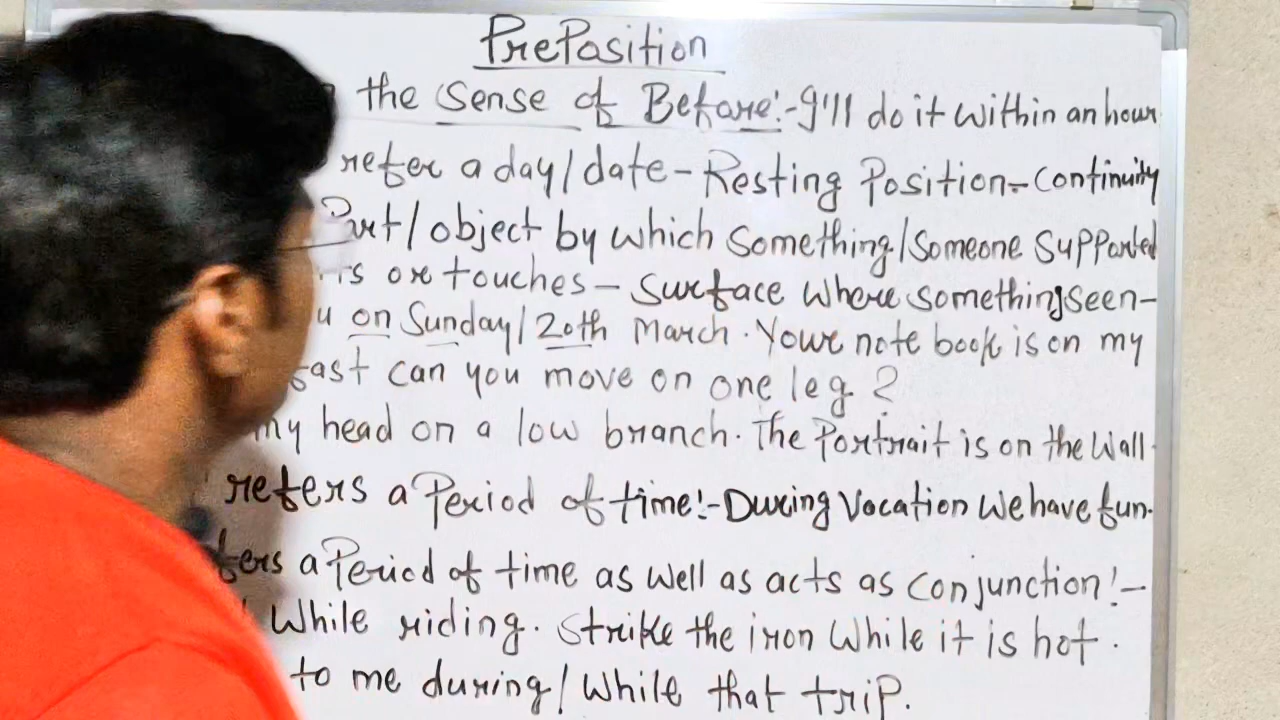 Preposition
the sense of Before:- I'll do it within an hour
refer a day/date - Resting Position - Continuity
Part/object by which something/someone supported
is or touches - surface where something seen -
on Sunday/20th March. Your note book is on my
fast can you move on one leg ?
my head on a low branch. The Portrait is on the wall.
refers a Period of time:- During Vacation We have fun.
a Period of time as well as acts as conjunction:-
While riding. Strike the iron While it is hot.
to me during/While that trip.